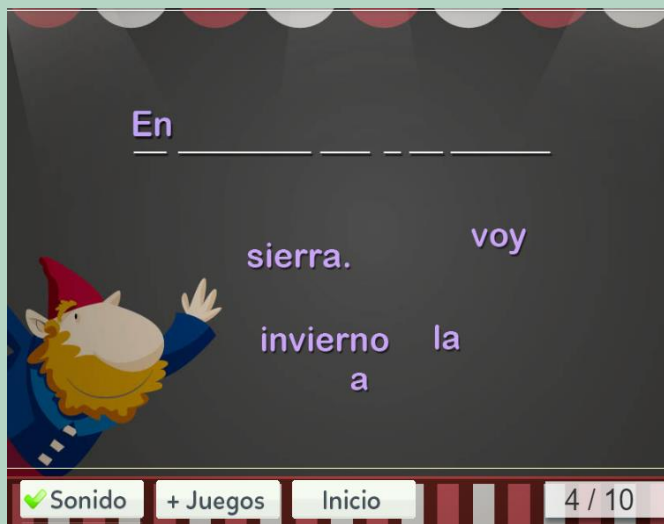 En
voy
sierra.
invierno la
a
Sonido + Juegos Inicio 4 / 10